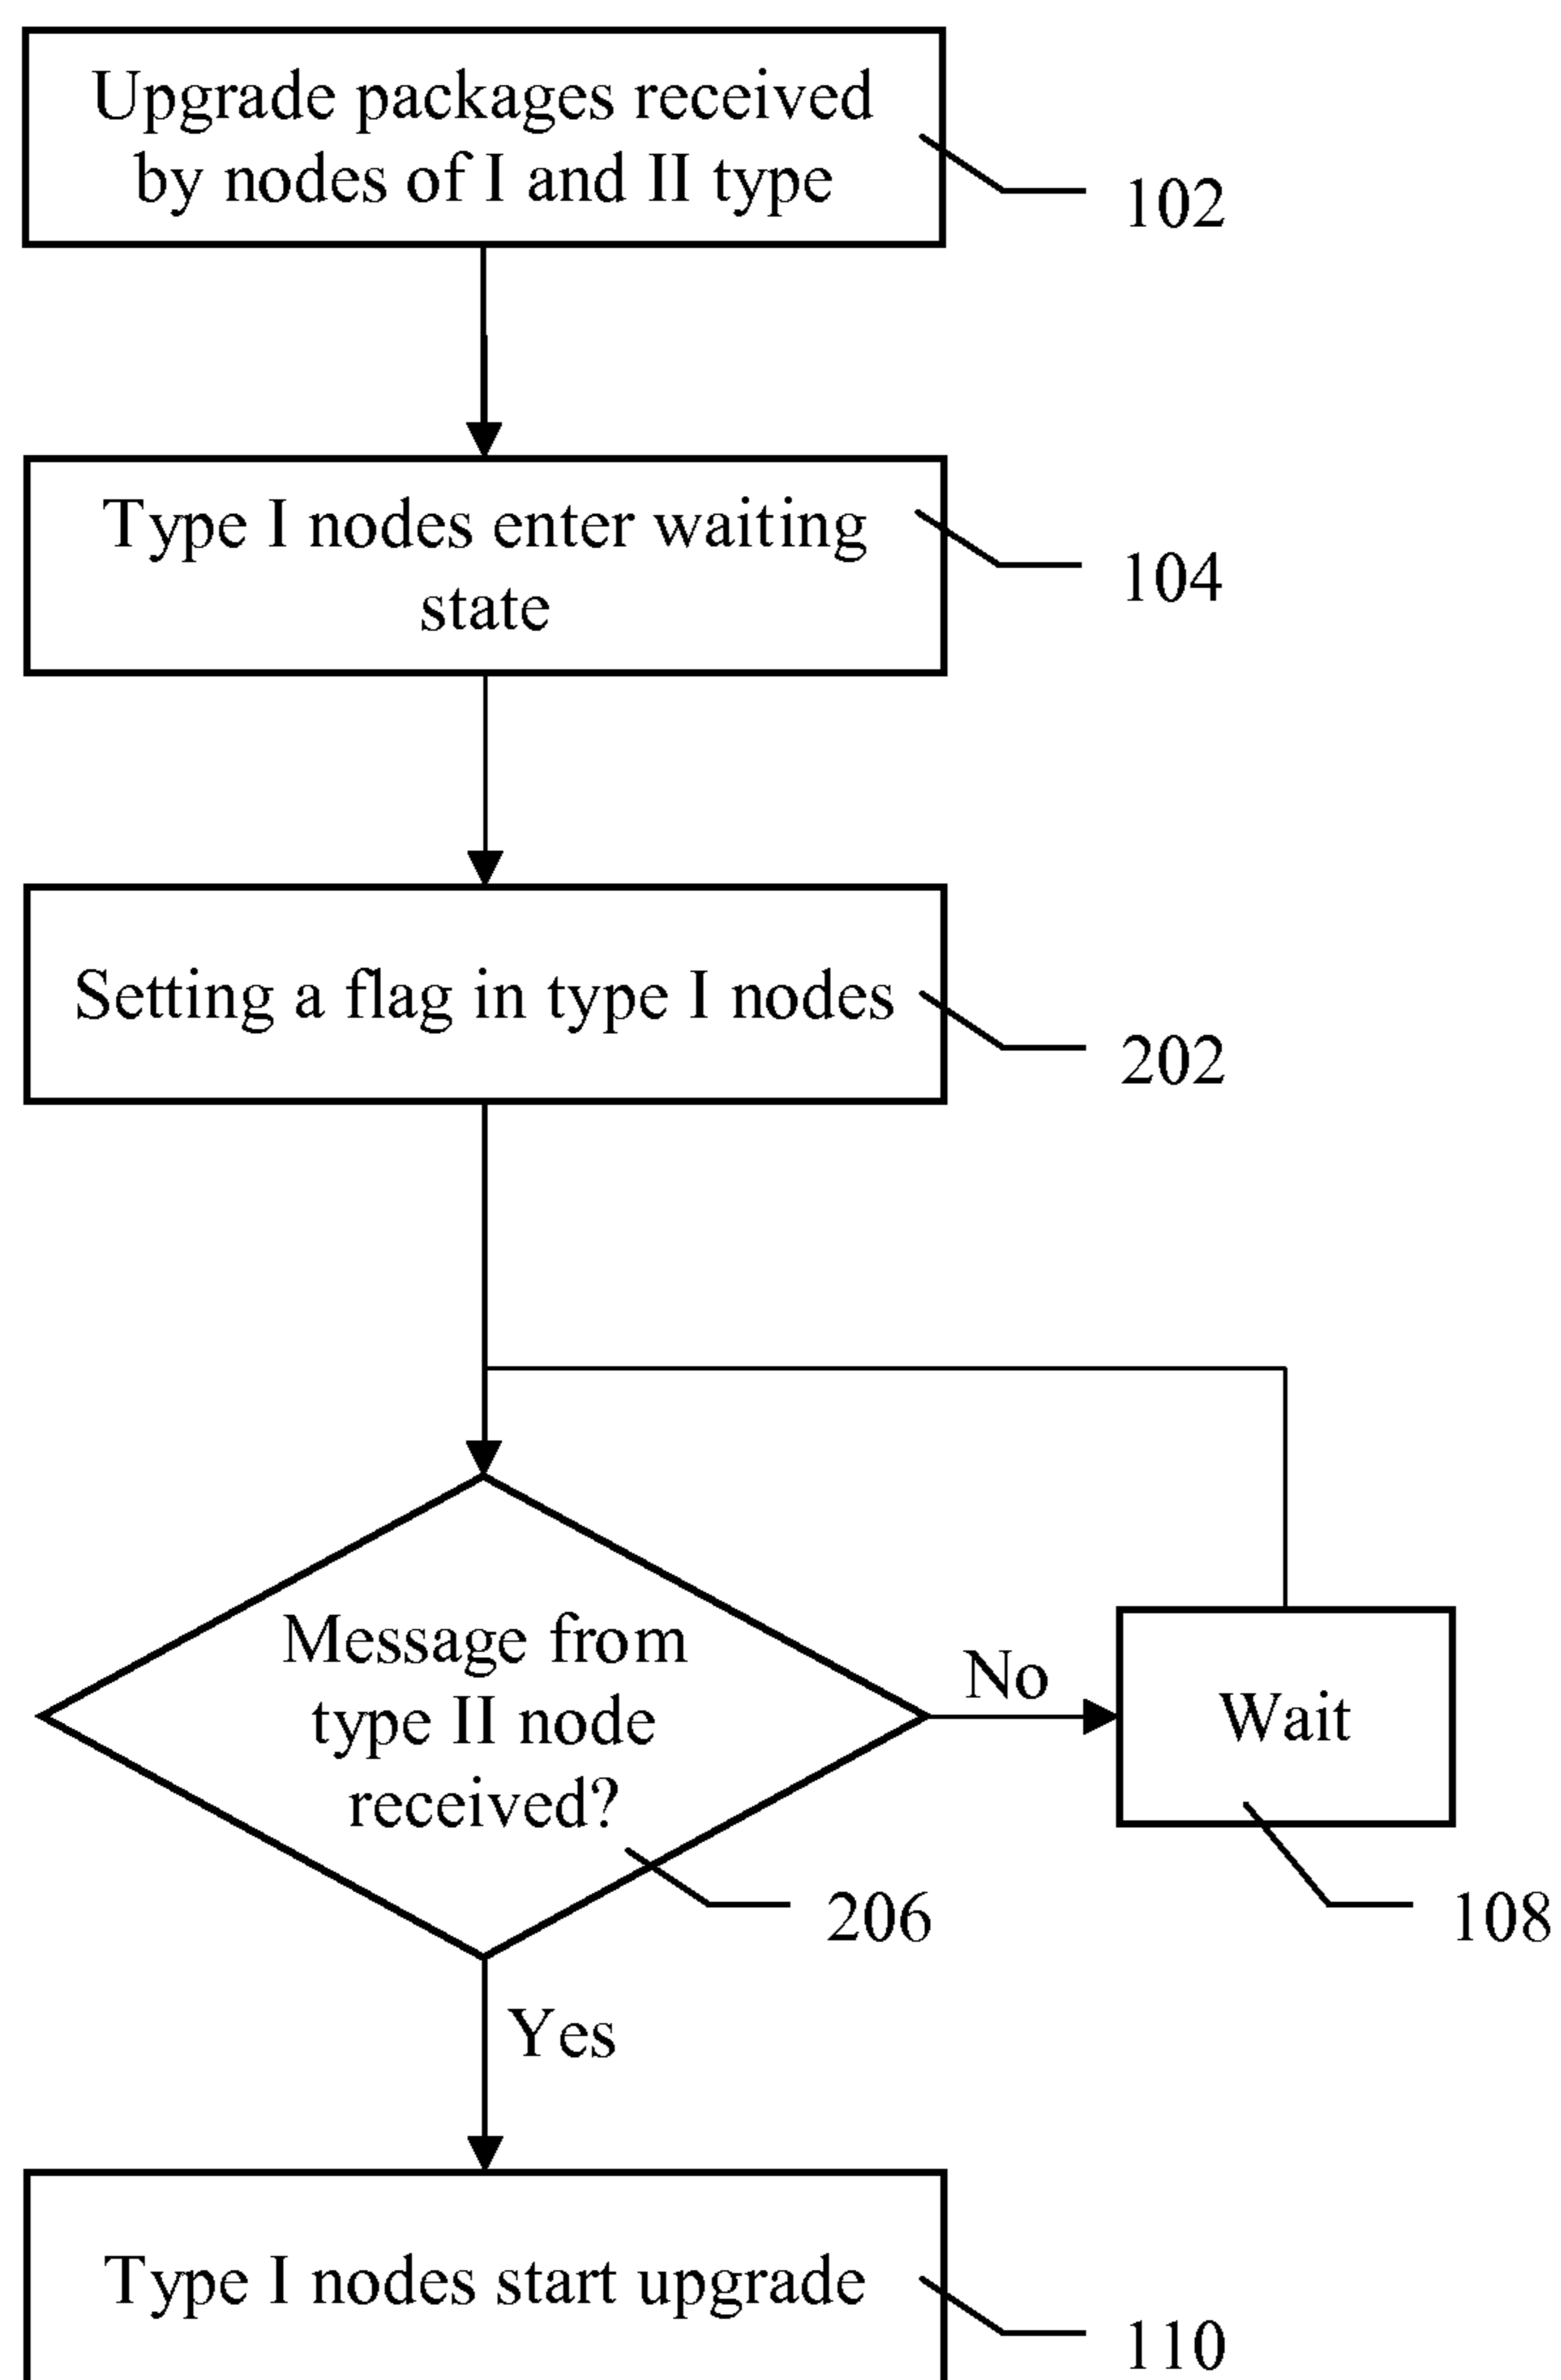 Upgrade packages received
by nodes of I and II type
102
Type I nodes enter waiting
state
104
Setting a flag in type I nodes
202
Message from
type II node
received?
206
No
Wait
108
Yes
Type I nodes start upgrade
110